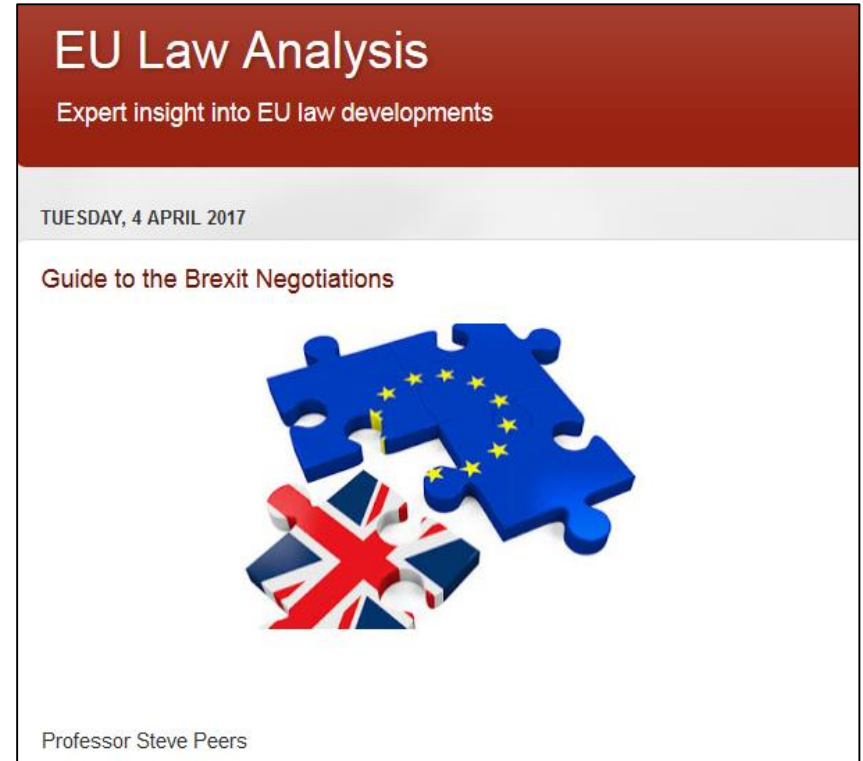 EU Law Analysis
Expert insight into EU law developments
TUESDAY, 4 APRIL 2017
Guide to the Brexit Negotiations
Professor Steve Peers